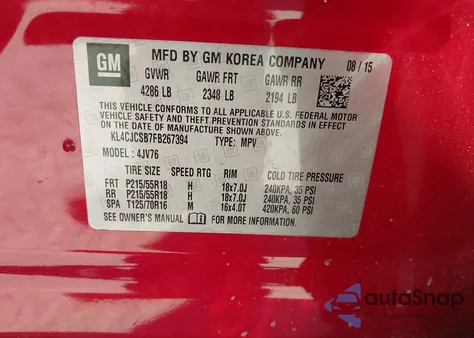 GM
MFD BY GM KOREA COMPANY 08 / 15
GVWR GAWR FRT GAWR RR
4286 LB 2348 LB 2194 LB
THIS VEHICLE CONFORMS TO ALL APPLICABLE U.S. FEDERAL MOTOR
VEHICLE SAFETY, BUMPER, AND THEFT PREVENTION STANDARDS IN
EFFECT ON THE DATE OF MANUFACTURE SHOWN ABOVE.
KL4CJCSB7FB267394 TYPE: MPV
MODEL: 4JV76
TIRE SIZE SPEED RTG RIM COLD TIRE PRESSURE
FRT P215/55R18 H 18x7.0J 240KPA, 35 PSI
RR P215/55R18 H 18x7.0J 240KPA, 35 PSI
SPA T125/70R16 M 16x4.0T 420KPA, 60 PSI
SEE OWNER'S MANUAL FOR MORE INFORMATION
autoSnap